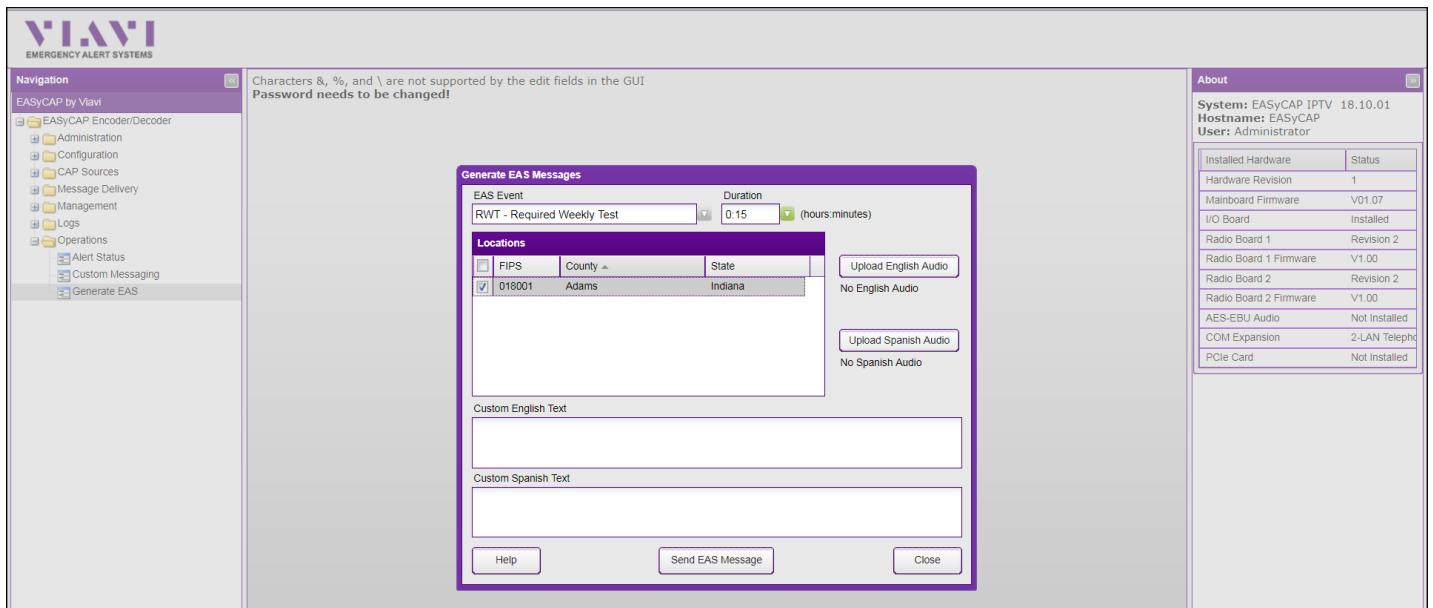 VIAVI
EMERGENCY ALERT SYSTEMS
Navigation
EASyCAP by Viavi
EASyCAP Encoder/Decoder
Administration
Configuration
CAP Sources
Message Delivery
Management
Logs
Operations
Alert Status
Custom Messaging
Generate EAS
Characters &, %, and \ are not supported by the edit fields in the GUI
Password needs to be changed!
Generate EAS Messages
EAS Event
Duration
RWT - Required Weekly Test
0:15
(hours:minutes)
Locations
FIPS County State
018001 Adams Indiana
Upload English Audio
No English Audio
Upload Spanish Audio
No Spanish Audio
Custom English Text
Custom Spanish Text
Help
Send EAS Message
Close
About
System: EASyCAP IPTV 18.10.01
Hostname: EASyCAP
User: Administrator
Installed Hardware Status
Hardware Revision 1
Mainboard Firmware V01.07
I/O Board Installed
Radio Board 1 Revision 2
Radio Board 1 Firmware V1.00
Radio Board 2 Revision 2
Radio Board 2 Firmware V1.00
AES-EBU Audio Not Installed
COM Expansion 2-LAN Telepho
PCIe Card Not Installed